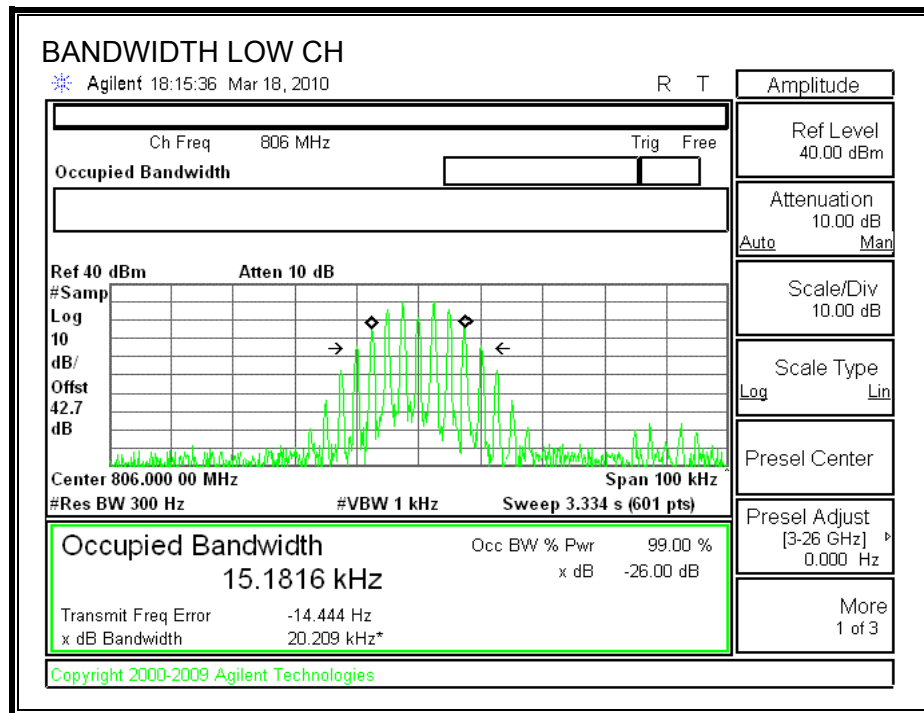 BANDWIDTH LOW CH
Agilent 18:15:36 Mar 18, 2010 R T
Ch Freq 806 MHz Trig Free
Occupied Bandwidth
Ref 40 dBm Atten 10 dB
#Samp
Log
10
dB/
Offst
42.7
dB
Center 806.000 00 MHz Span 100 kHz
#Res BW 300 Hz #VBW 1 kHz Sweep 3.334 s (601 pts)
Occupied Bandwidth Occ BW % Pwr 99.00 %
15.1816 kHz x dB -26.00 dB
Transmit Freq Error -14.444 Hz
x dB Bandwidth 20.209 kHz*
Copyright 2000-2009 Agilent Technologies
Amplitude
Ref Level
40.00 dBm
Attenuation
10.00 dB
Auto Man
Scale/Div
10.00 dB
Scale Type
Log Lin
Presel Center
Presel Adjust
[3-26 GHz]
0.000 Hz
More
1 of 3